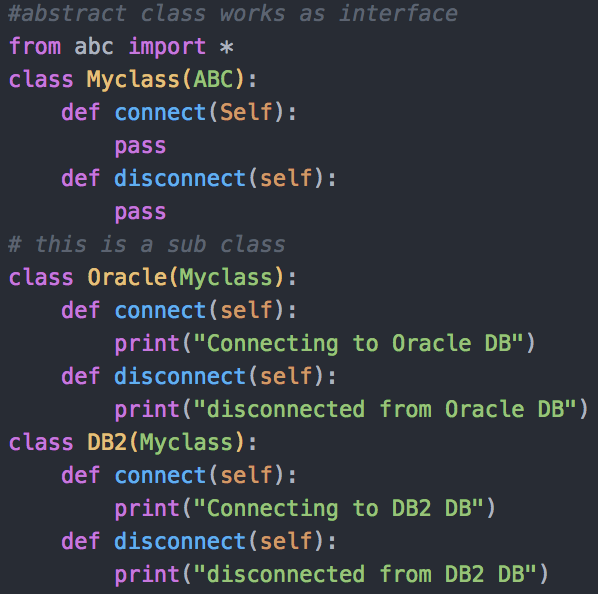 #abstract class works as interface
from abc import *
class Myclass(ABC):
    def connect(Self):
        pass
    def disconnect(self):
        pass
# this is a sub class
class Oracle(Myclass):
    def connect(self):
        print("Connecting to Oracle DB")
    def disconnect(self):
        print("disconnected from Oracle DB")
class DB2(Myclass):
    def connect(self):
        print("Connecting to DB2 DB")
    def disconnect(self):
        print("disconnected from DB2 DB")